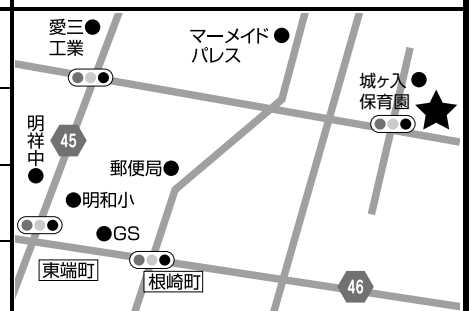 愛三
工業
マーメイド
パレス
城ヶ入
保育園
明祥中
45
郵便局
明和小
GS
東端町
根崎町
46